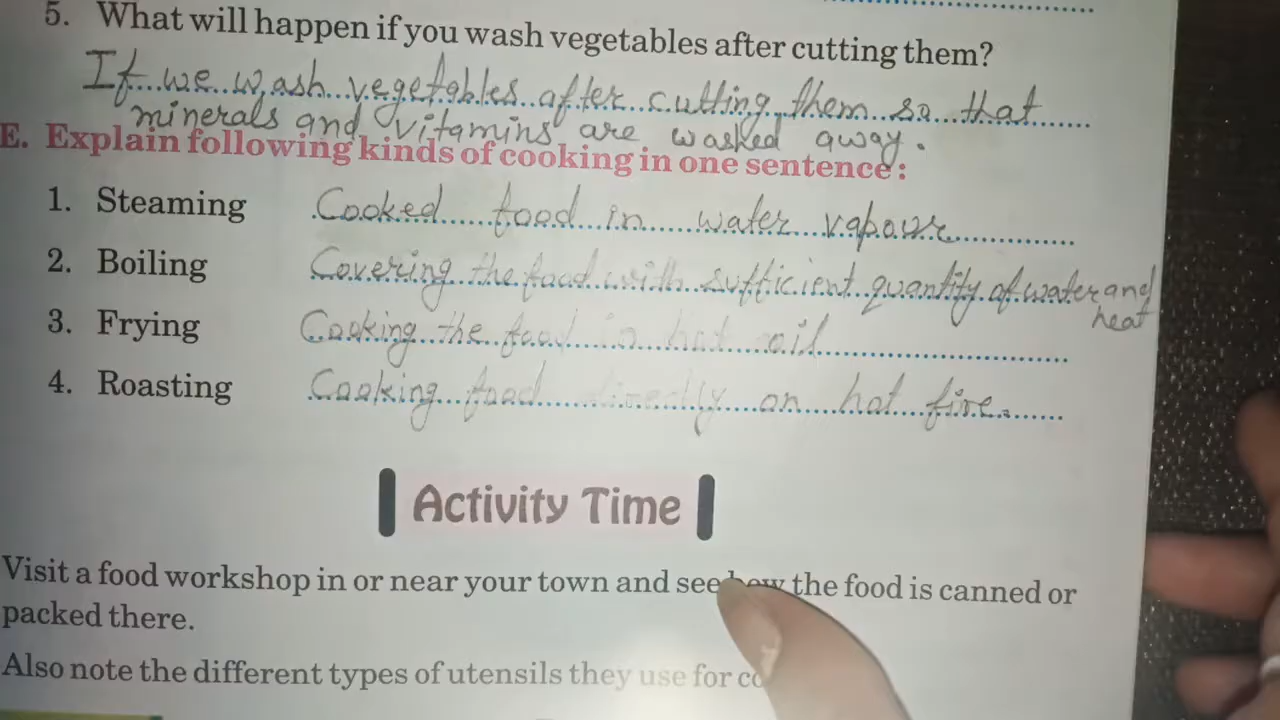 5. What will happen if you wash vegetables after cutting them?
If we wash vegetables after cutting them so that
minerals and vitamins are washed away.
E. Explain following kinds of cooking in one sentence:
1. Steaming Cooked food in water vapour
2. Boiling Covering the food with sufficient quantity of water and
heat
3. Frying Cooking the food in hot oil
4. Roasting Cooking food directly on hot fire.
Activity Time
Visit a food workshop in or near your town and see how the food is canned or
packed there.
Also note the different types of utensils they use for